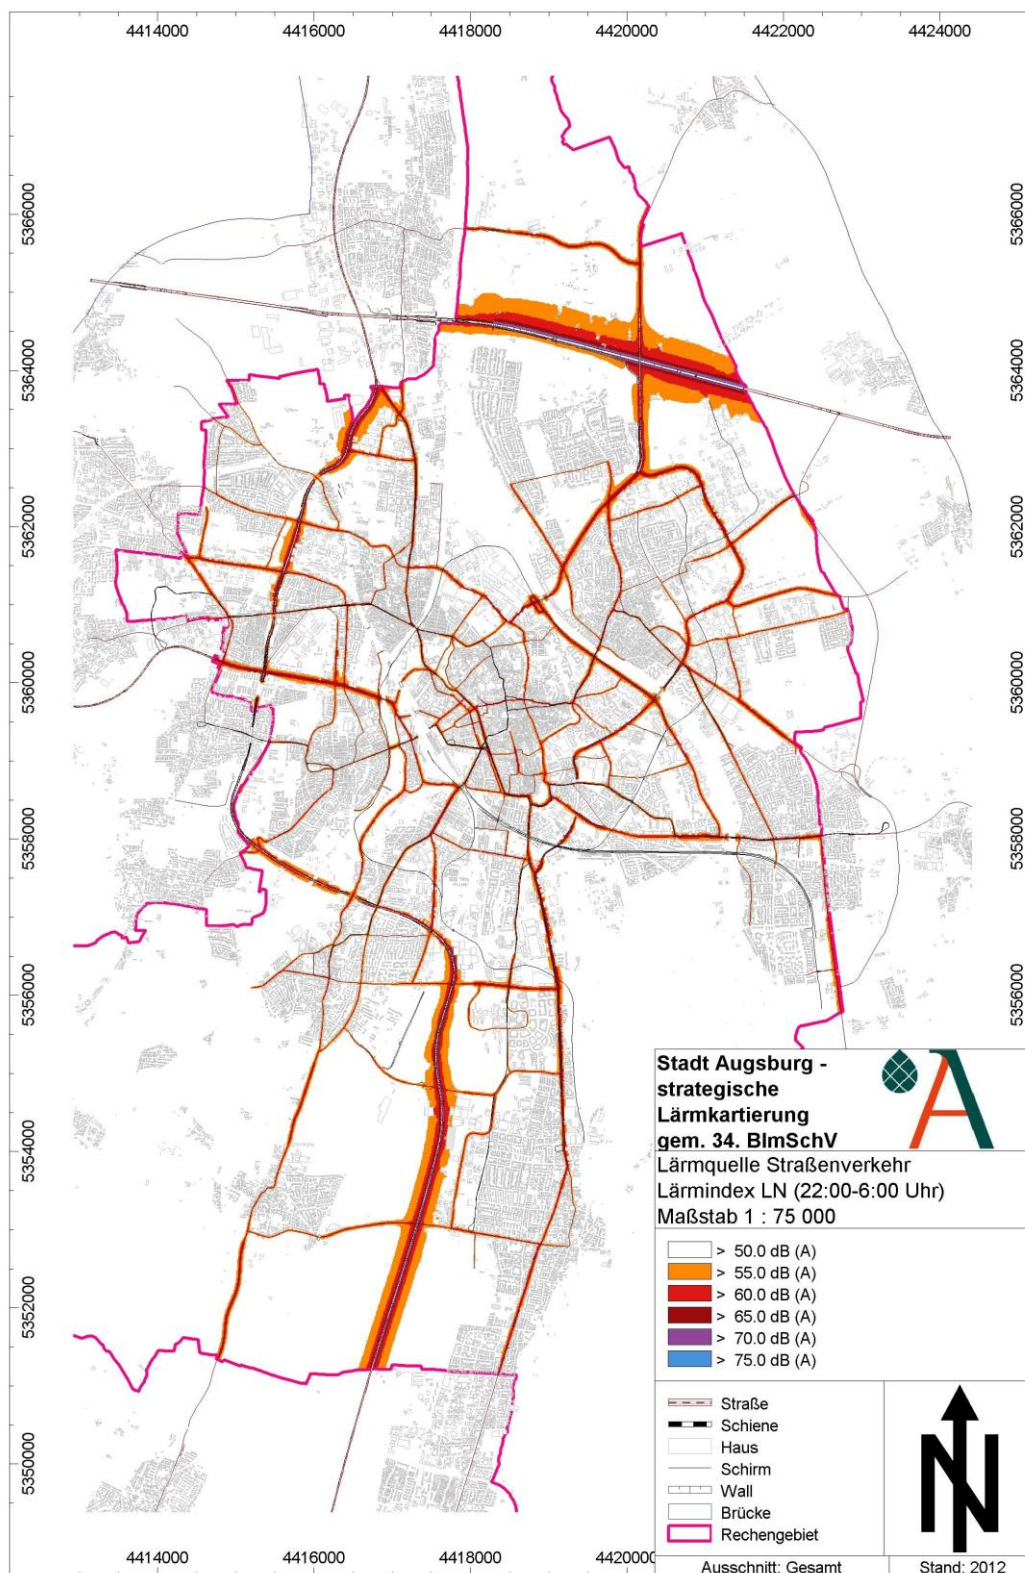 4414000 4416000 4418000 4420000 4422000 4424000
5366000 5366000
5364000 5364000
5362000 5362000
5360000 5360000
5358000 5358000
5356000 5356000
5354000
5352000
5350000
Stadt Augsburg -
strategische
Lärmkartierung
gem. 34. BImSchV
Lärmquelle Straßenverkehr
Lärmindex LN (22:00-6:00 Uhr)
Maßstab 1 : 75 000
> 50.0 dB (A)
> 55.0 dB (A)
> 60.0 dB (A)
> 65.0 dB (A)
> 70.0 dB (A)
> 75.0 dB (A)
Straße
Schiene
Haus
Schirm
Wall
Brücke
Rechengebiet
N
4414000 4416000 4418000 4420000
Ausschnitt: Gesamt Stand: 2012